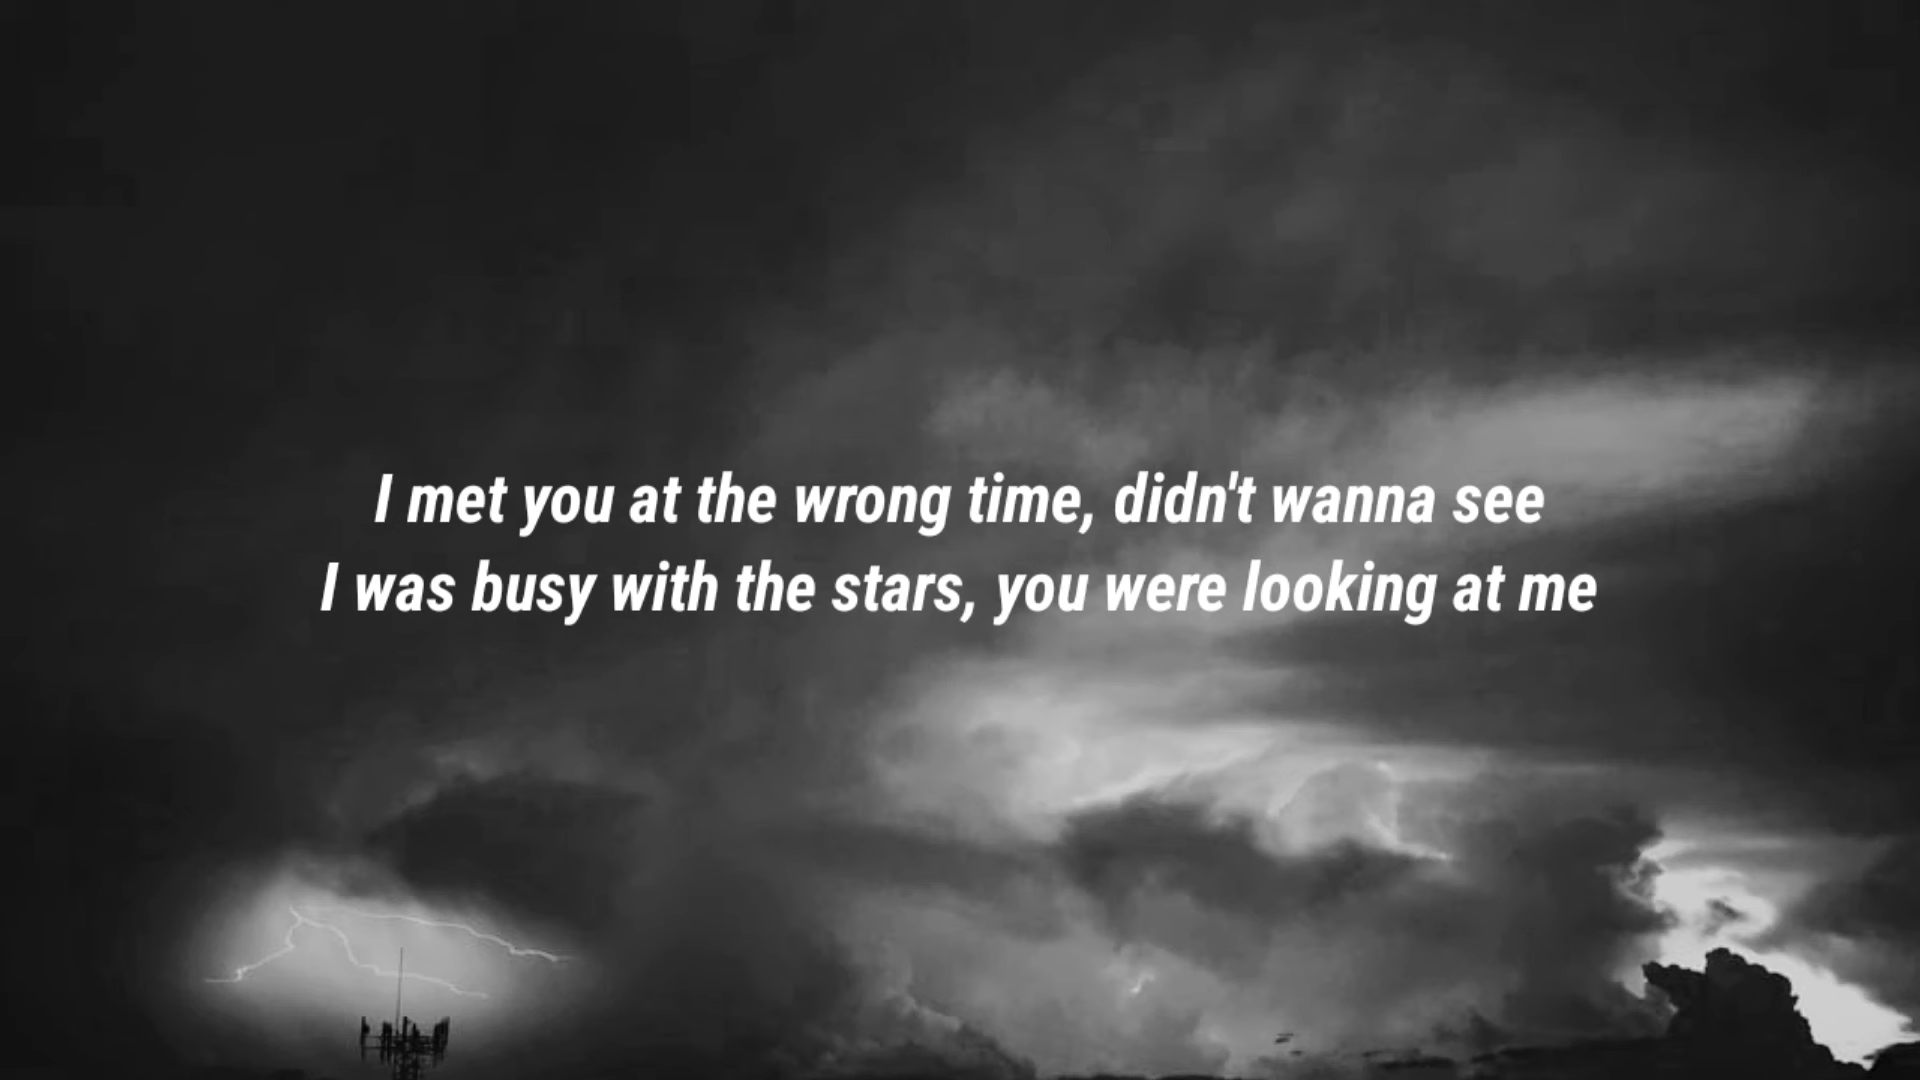 I met you at the wrong time, didn't wanna see
I was busy with the stars, you were looking at me